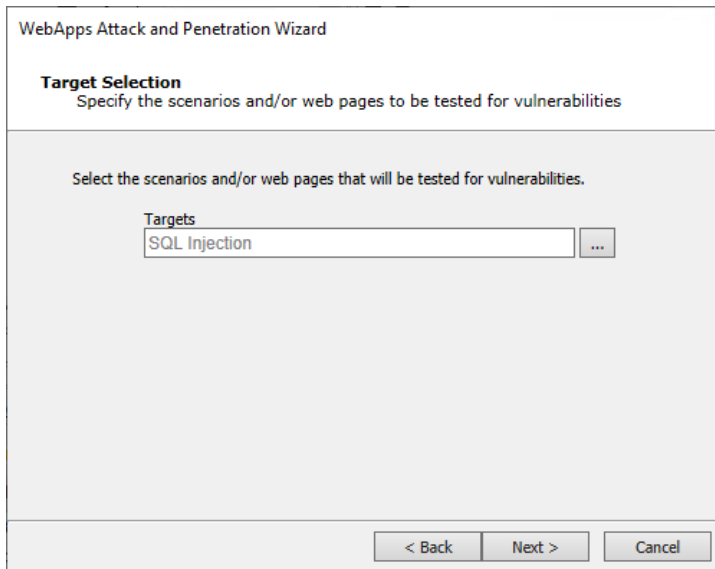 WebApps Attack and Penetration Wizard
Target Selection
Specify the scenarios and/or web pages to be tested for vulnerabilities
Select the scenarios and/or web pages that will be tested for vulnerabilities.
Targets
SQL Injection
...
< Back Next > Cancel